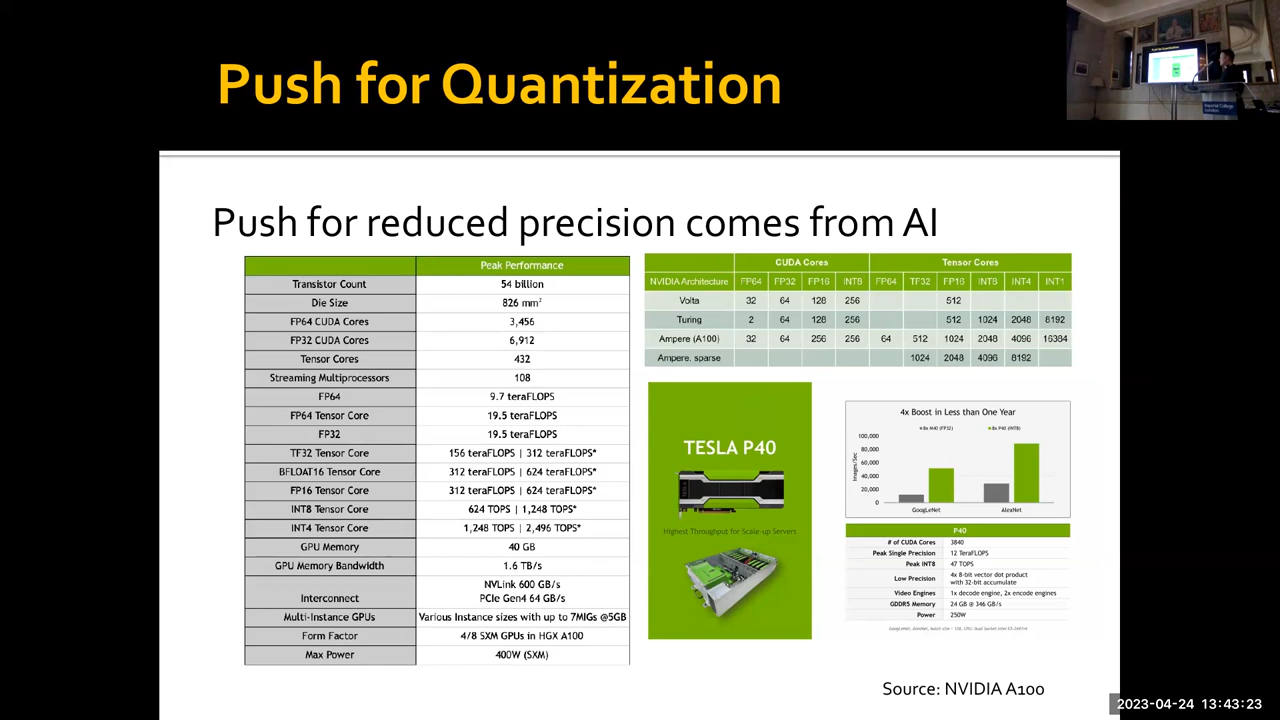 Push for Quantization
Imperial College
London
Push for reduced precision comes from AI
Peak Performance
Transistor Count 54 billion
Die Size 826 mm²
FP64 CUDA Cores 3,456
FP32 CUDA Cores 6,912
Tensor Cores 432
Streaming Multiprocessors 108
FP64 9.7 teraFLOPS
FP64 Tensor Core 19.5 teraFLOPS
FP32 19.5 teraFLOPS
TF32 Tensor Core 156 teraFLOPS | 312 teraFLOPS*
BFLOAT16 Tensor Core 312 teraFLOPS | 624 teraFLOPS*
FP16 Tensor Core 312 teraFLOPS | 624 teraFLOPS*
INT8 Tensor Core 624 TOPS | 1,248 TOPS*
INT4 Tensor Core 1,248 TOPS | 2,496 TOPS*
GPU Memory 40 GB
GPU Memory Bandwidth 1.6 TB/s
Interconnect NVLink 600 GB/s
PCIe Gen4 64 GB/s
Multi-Instance GPUs Various Instance sizes with up to 7MIGs @5GB
Form Factor 4/8 SXM GPUs in HGX A100
Max Power 400W (SXM)
CUDA Cores Tensor Cores
NVIDIA Architecture FP64 FP32 FP16 INT8 FP64 TF32 FP16 INT8 INT4 INT1
Volta 32 64 128 256 512
Turing 2 64 128 256 512 1024 2048 8192
Ampere (A100) 32 64 256 256 64 512 1024 2048 4096 16384
Ampere, sparse 1024 2048 4096 8192
TESLA P40
Highest Throughput for Scale-up Servers
4x Boost in Less than One Year
8x M40 (FP32) 8x P40 (INT8)
Images/Sec
100,000
80,000
60,000
40,000
20,000
0
GoogLeNet AlexNet
P40
# of CUDA Cores 3840
Peak Single Precision 12 TeraFLOPS
Peak INT8 47 TOPS
Low Precision 4x 8-bit vector dot product
with 32-bit accumulate
Video Engines 1x decode engine, 2x encode engines
GDDR5 Memory 24 GB @ 346 GB/s
Power 250W
Source: NVIDIA A100
2023-04-24 13:43:23